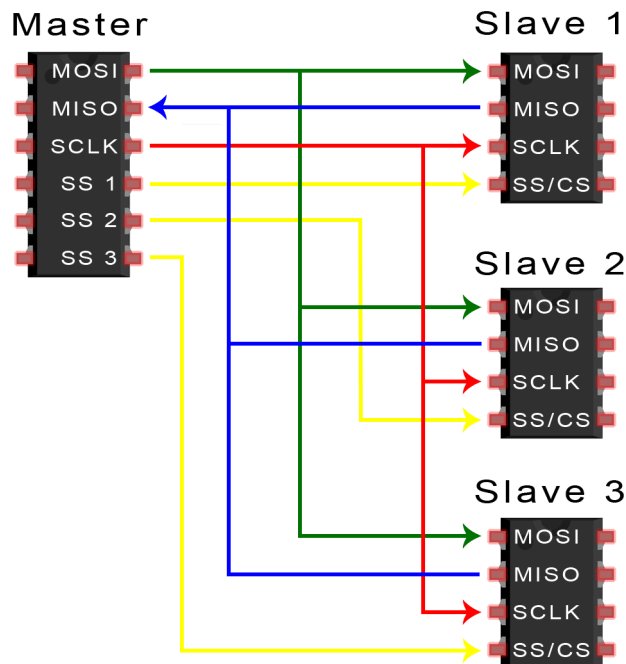 Master
MOSI
MISO
SCLK
SS 1
SS 2
SS 3
Slave 1
MOSI
MISO
SCLK
SS/CS
Slave 2
MOSI
MISO
SCLK
SS/CS
Slave 3
MOSI
MISO
SCLK
SS/CS